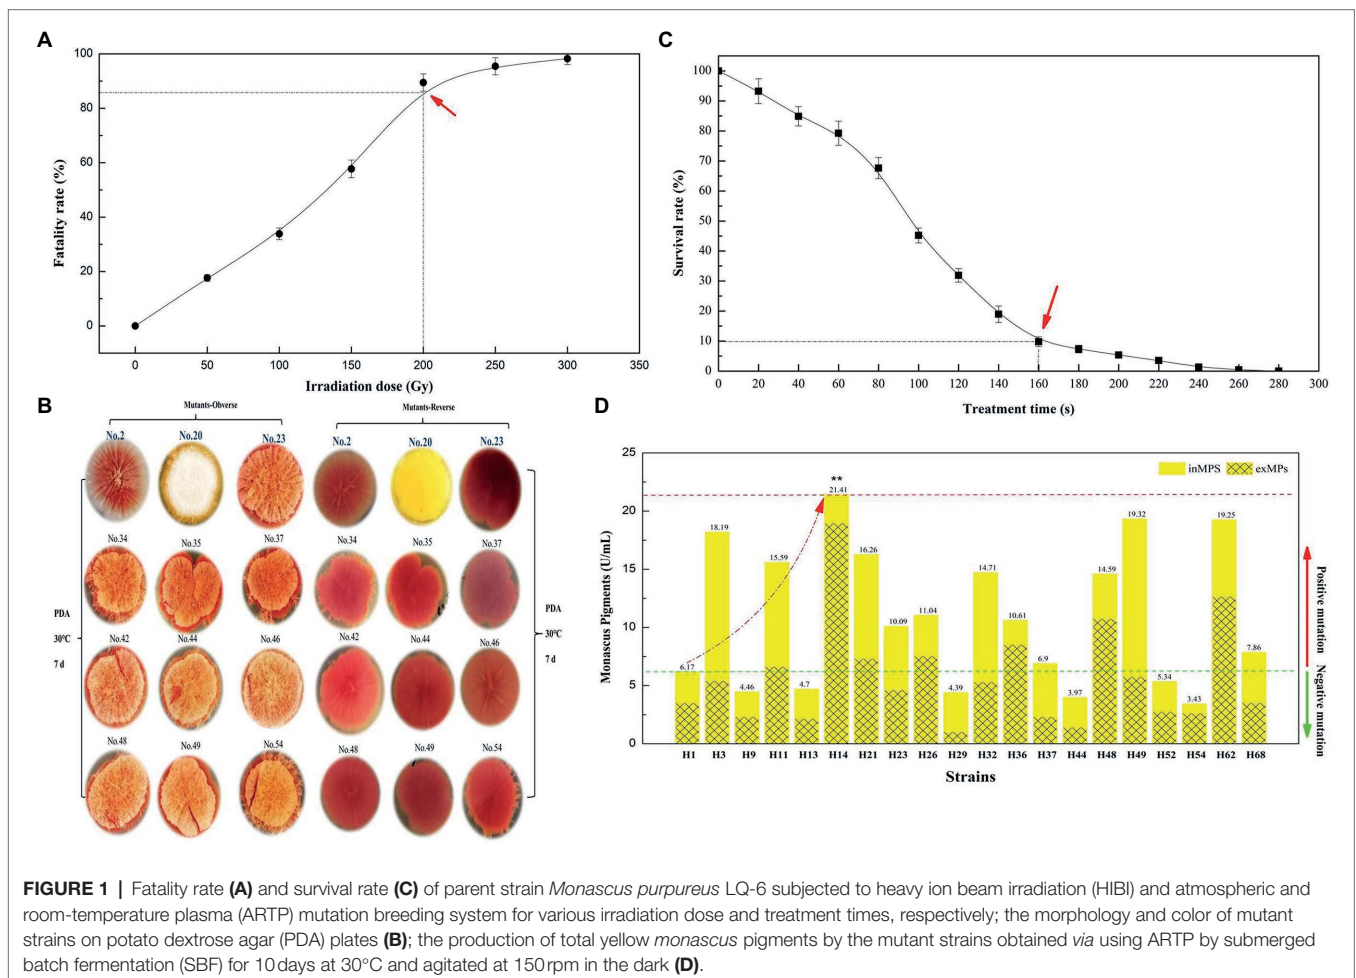 A
100
80
60
40
20
0
Fatality rate (%)
0 50 100 150 200 250 300 350
Irradiation dose (Gy)
C
100
90
80
70
60
50
40
30
20
10
0
Survival rate (%)
0 20 40 60 80 100 120 140 160 180 200 220 240 260 280 300
Treatment time (s)
B
Mutants-Obverse Mutants-Reverse
No.2 No.20 No.23 No.2 No.20 No.23
No.34 No.35 No.37 No.34 No.35 No.37
PDA
30°C
7 d
PDA
30°C
7 d
No.42 No.44 No.46 No.42 No.44 No.46
No.48 No.49 No.54 No.48 No.49 No.54
D
25
20
15
10
5
0
Monascus Pigments (U/mL)
inMPS exMPs
**
6.17 18.19 4.46 15.59 4.7 21.41 16.26 10.09 11.04 4.39 14.71 10.61 6.9 3.97 14.59 19.32 5.34 3.43 19.25 7.86
H1 H3 H9 H11 H13 H14 H21 H23 H26 H29 H32 H36 H37 H44 H48 H49 H52 H54 H62 H68
Strains
Positive mutation
Negative mutation
FIGURE 1 | Fatality rate (A) and survival rate (C) of parent strain Monascus purpureus LQ-6 subjected to heavy ion beam irradiation (HIBI) and atmospheric and
room-temperature plasma (ARTP) mutation breeding system for various irradiation dose and treatment times, respectively; the morphology and color of mutant
strains on potato dextrose agar (PDA) plates (B); the production of total yellow monascus pigments by the mutant strains obtained via using ARTP by submerged
batch fermentation (SBF) for 10 days at 30°C and agitated at 150 rpm in the dark (D).